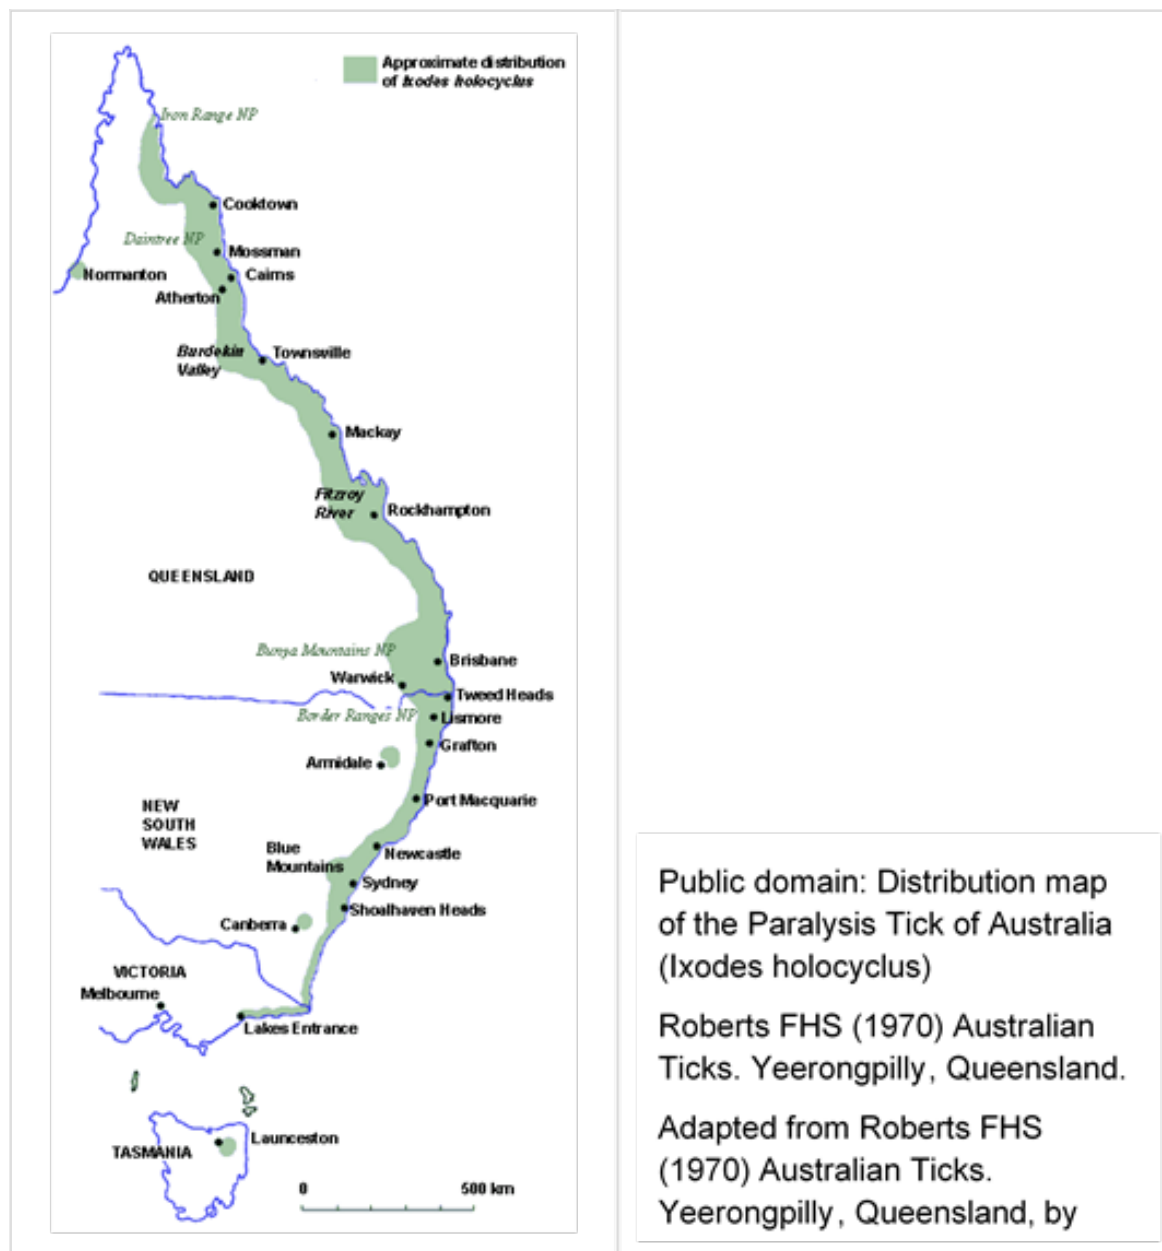 Approximate distribution
of Ixodes holocyclus
Iron Range NP
Cooktown
Daintree NP
Mossman
Normanton
Cairns
Atherton
Burdekin
Valley
Townsville
Mackay
Fitzroy
River
Rockhampton
QUEENSLAND
Bunya Mountains NP
Brisbane
Warwick
Tweed Heads
Border Ranges NP
Lismore
Grafton
Armidale
Port Macquarie
NEW
SOUTH
WALES
Blue
Mountains
Newcastle
Sydney
Shoalhaven Heads
Canberra
VICTORIA
Melbourne
Lakes Entrance
Launceston
TASMANIA
0 500 km
Public domain: Distribution map
of the Paralysis Tick of Australia
(Ixodes holocyclus)
Roberts FHS (1970) Australian
Ticks. Yeerongpilly, Queensland.
Adapted from Roberts FHS
(1970) Australian Ticks.
Yeerongpilly, Queensland, by